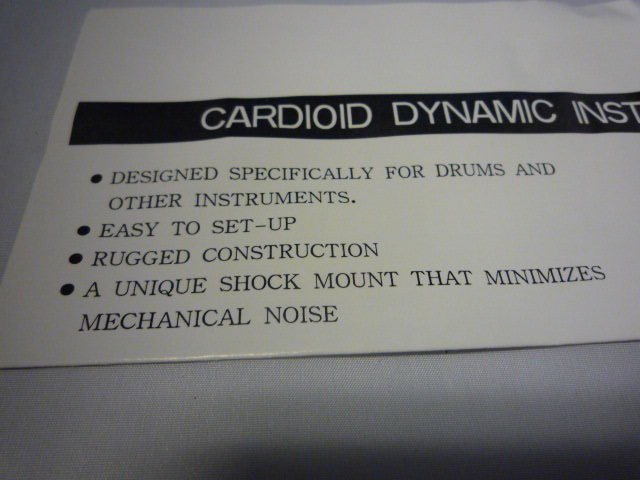 CARDIOID DYNAMIC INST
● DESIGNED SPECIFICALLY FOR DRUMS AND
OTHER INSTRUMENTS.
● EASY TO SET-UP
● RUGGED CONSTRUCTION
● A UNIQUE SHOCK MOUNT THAT MINIMIZES
MECHANICAL NOISE